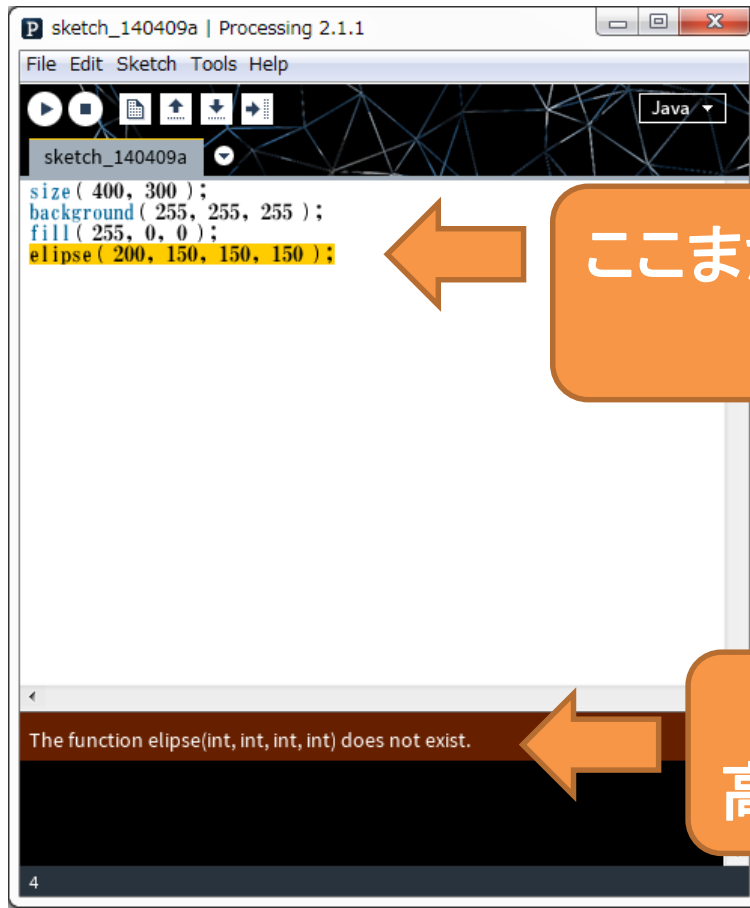 sketch_140409a | Processing 2.1.1
File Edit Sketch Tools Help
Java
sketch_140409a
size( 400, 300 );
background( 255, 255, 255 );
fill( 255, 0, 0 );
elipse( 200, 150, 150, 150 );
ここま
The function elipse(int, int, int, int) does not exist.
4